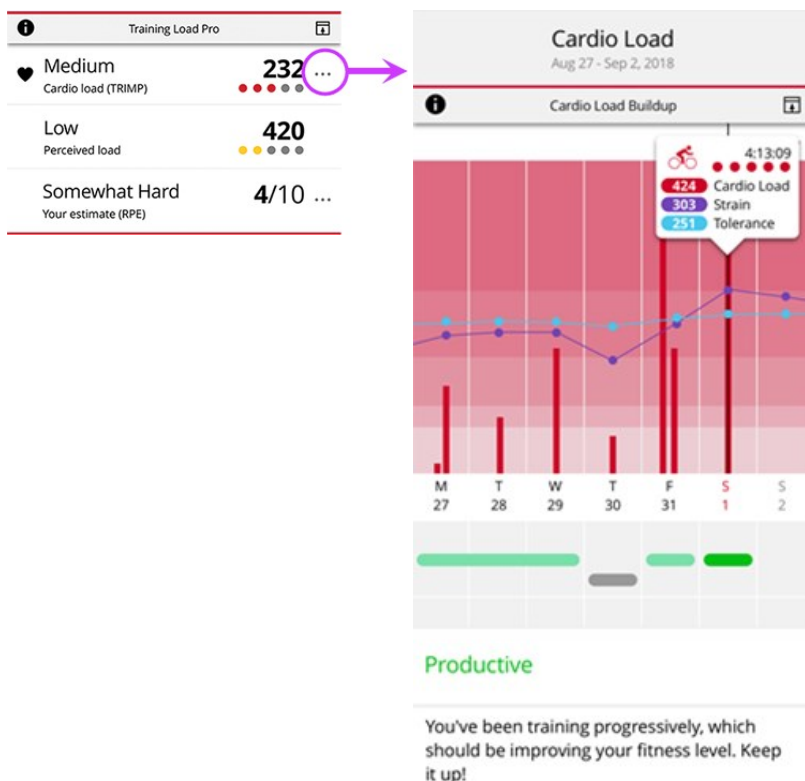 Training Load Pro
Medium 232 ...
Cardio load (TRIMP)
Low 420
Perceived load
Somewhat Hard 4/10 ...
Your estimate (RPE)
Cardio Load
Aug 27 - Sep 2, 2018
Cardio Load Buildup
4:13:09
424 Cardio Load
303 Strain
251 Tolerance
M T W T F S S
27 28 29 30 31 1 2
Productive
You've been training progressively, which
should be improving your fitness level. Keep
it up!